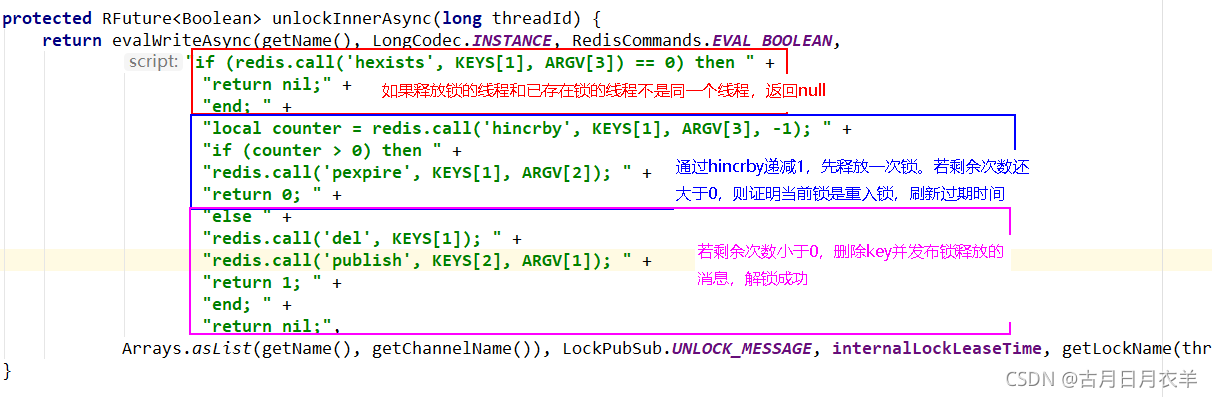 protected RFuture<Boolean> unlockInnerAsync(long threadId) {
return evalWriteAsync(getName(), LongCodec.INSTANCE, RedisCommands.EVAL_BOOLEAN,
script: "if (redis.call('hexists', KEYS[1], ARGV[3]) == 0) then " +
"return nil;" + 如果释放锁的线程和已存在锁的线程不是同一个线程，返回null
"end; " +
"local counter = redis.call('hincrby', KEYS[1], ARGV[3], -1); " +
"if (counter > 0) then " +
通过hincrby递减1，先释放一次锁。若剩余次数还
"redis.call('pexpire', KEYS[1], ARGV[2]); " +
大于0，则证明当前锁是重入锁，刷新过期时间
"return 0; " +
"else " +
"redis.call('del', KEYS[1]); " +
若剩余次数小于0，删除key并发布锁释放的
"redis.call('publish', KEYS[2], ARGV[1]); " +
消息，解锁成功
"return 1; " +
"end; " +
"return nil;",
Arrays.asList(getName(), getChannelName()), LockPubSub.UNLOCK_MESSAGE, internalLockLeaseTime, getLockName(thr
}
CSDN @古月日月衣羊